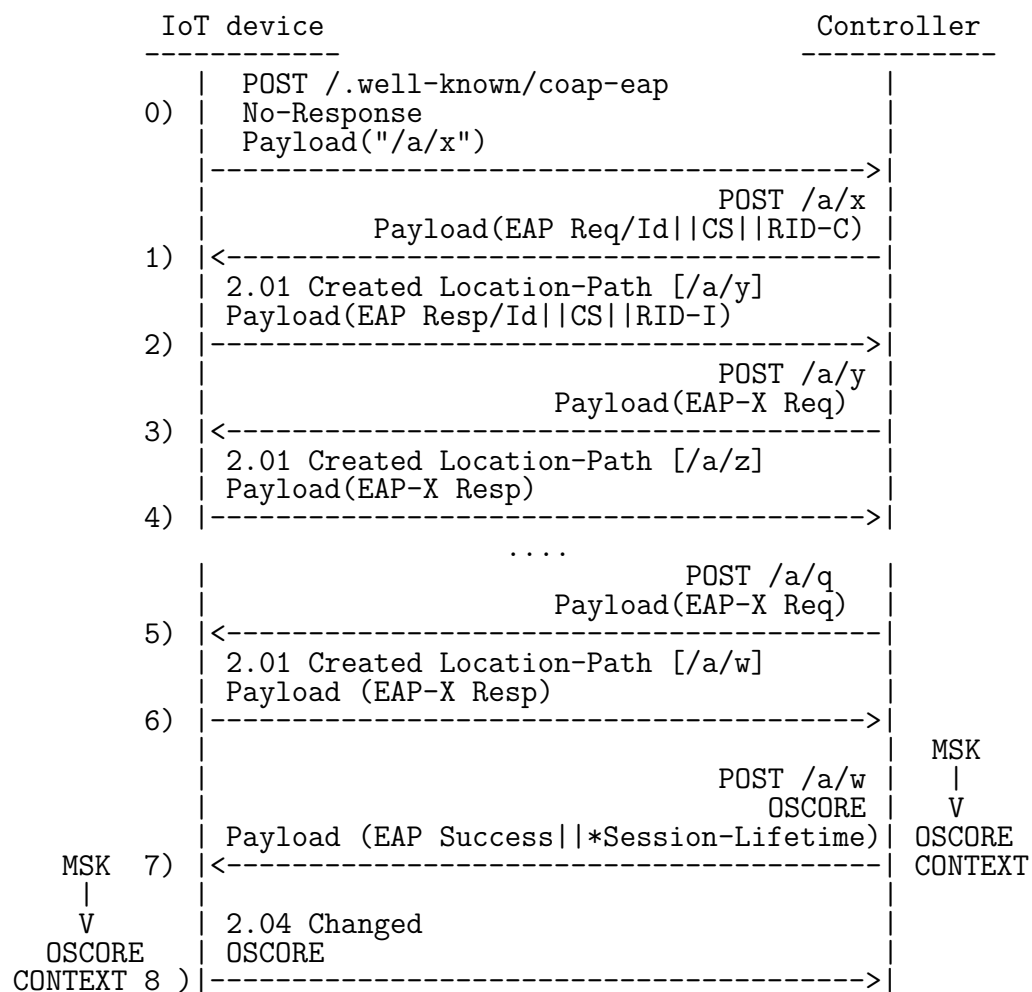 IoT device                            Controller
------------                            ------------
| POST /.well-known/coap-eap |
0) | No-Response |
| Payload("/a/x") |
|---------------------------------------->|
| POST /a/x |
| Payload(EAP Req/Id||CS||RID-C) |
1) |<----------------------------------------|
| 2.01 Created Location-Path [/a/y] |
| Payload(EAP Resp/Id||CS||RID-I) |
2) |---------------------------------------->|
| POST /a/y |
| Payload(EAP-X Req) |
3) |<----------------------------------------|
| 2.01 Created Location-Path [/a/z] |
| Payload(EAP-X Resp) |
4) |---------------------------------------->|
....
| POST /a/q |
| Payload(EAP-X Req) |
5) |<----------------------------------------|
| 2.01 Created Location-Path [/a/w] |
| Payload (EAP-X Resp) |
6) |---------------------------------------->|
| | MSK
| POST /a/w | |
| OSCORE | V
| Payload (EAP Success||*Session-Lifetime)| OSCORE
MSK 7) |<----------------------------------------| CONTEXT
| | |
V | 2.04 Changed |
OSCORE | OSCORE |
CONTEXT 8 )|---------------------------------------->|